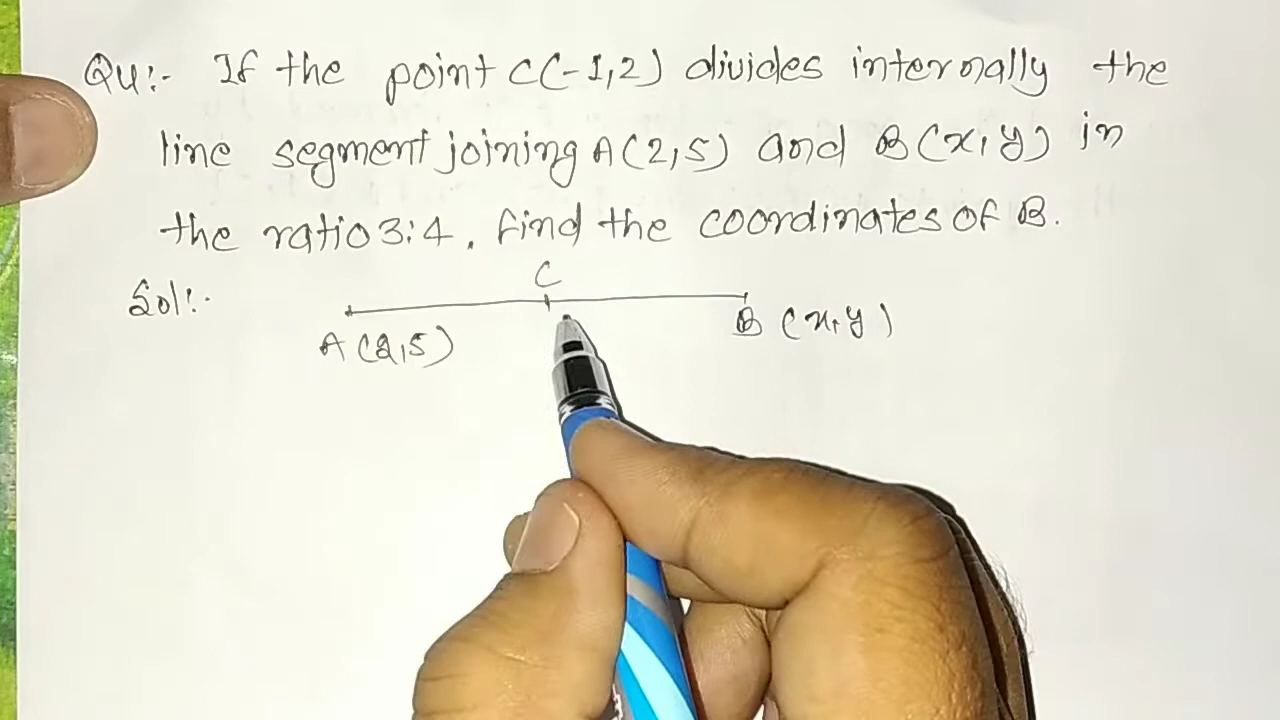 Qu:- If the point C(-1,2) divides internally the
line segment joining A(2,5) and B(x,y) in
the ratio 3:4, find the coordinates of B.
Sol:-
C
A(2,5)
B (x,y)